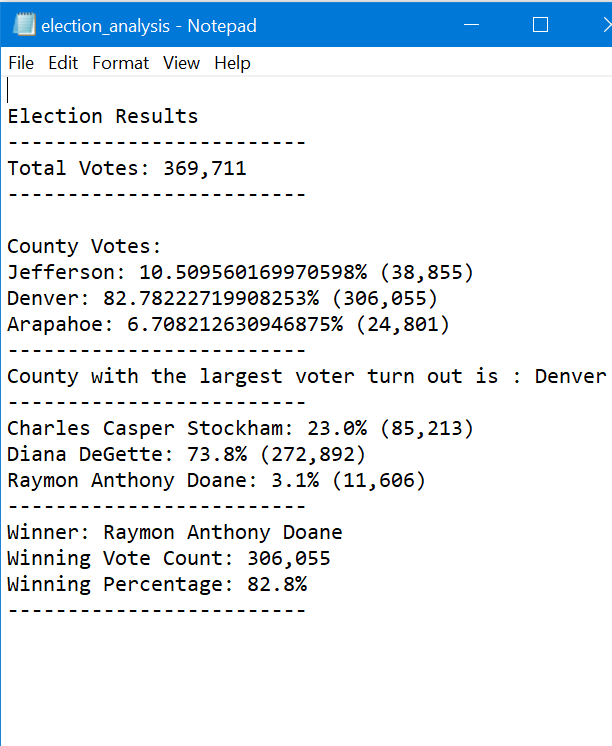 election_analysis - Notepad
File Edit Format View Help
Election Results
-------------------------
Total Votes: 369,711
-------------------------
County Votes:
Jefferson: 10.509560169970598% (38,855)
Denver: 82.78222719908253% (306,055)
Arapahoe: 6.708212630946875% (24,801)
-------------------------
County with the largest voter turn out is : Denver
-------------------------
Charles Casper Stockham: 23.0% (85,213)
Diana DeGette: 73.8% (272,892)
Raymon Anthony Doane: 3.1% (11,606)
-------------------------
Winner: Raymon Anthony Doane
Winning Vote Count: 306,055
Winning Percentage: 82.8%
-------------------------